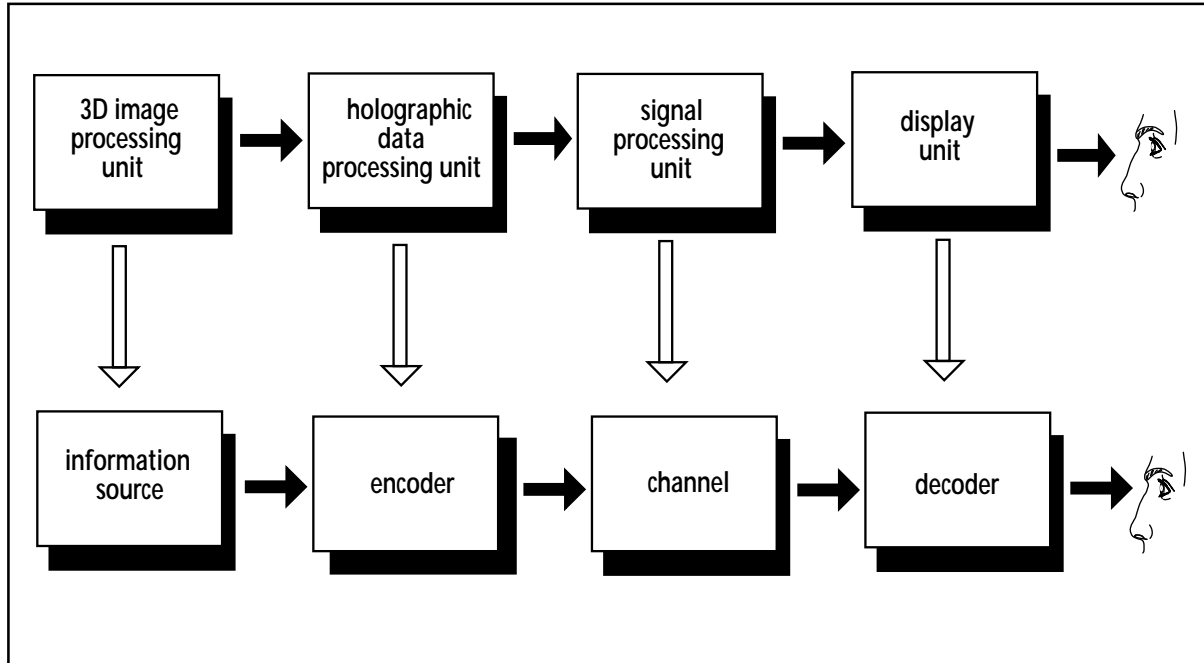 3D image
processing
unit
holographic
data
processing unit
signal
processing
unit
display
unit
information
source
encoder
channel
decoder